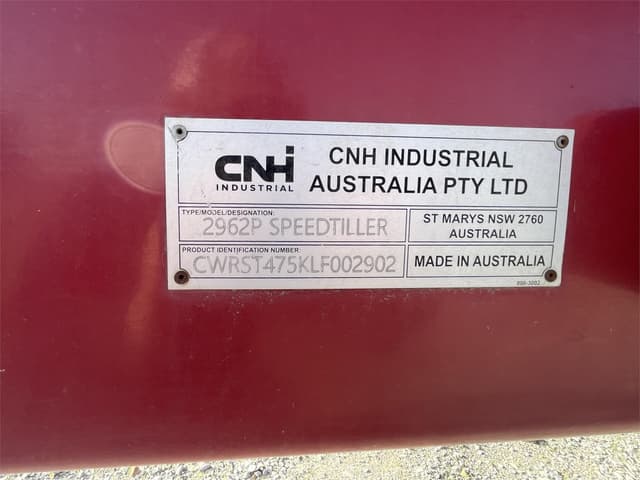 CNH
INDUSTRIAL
CNH INDUSTRIAL
AUSTRALIA PTY LTD
TYPE/MODEL/DESIGNATION:
2962P SPEEDTILLER
ST MARYS NSW 2760
AUSTRALIA
PRODUCT IDENTIFICATION NUMBER:
CWRST475KLF002902
MADE IN AUSTRALIA